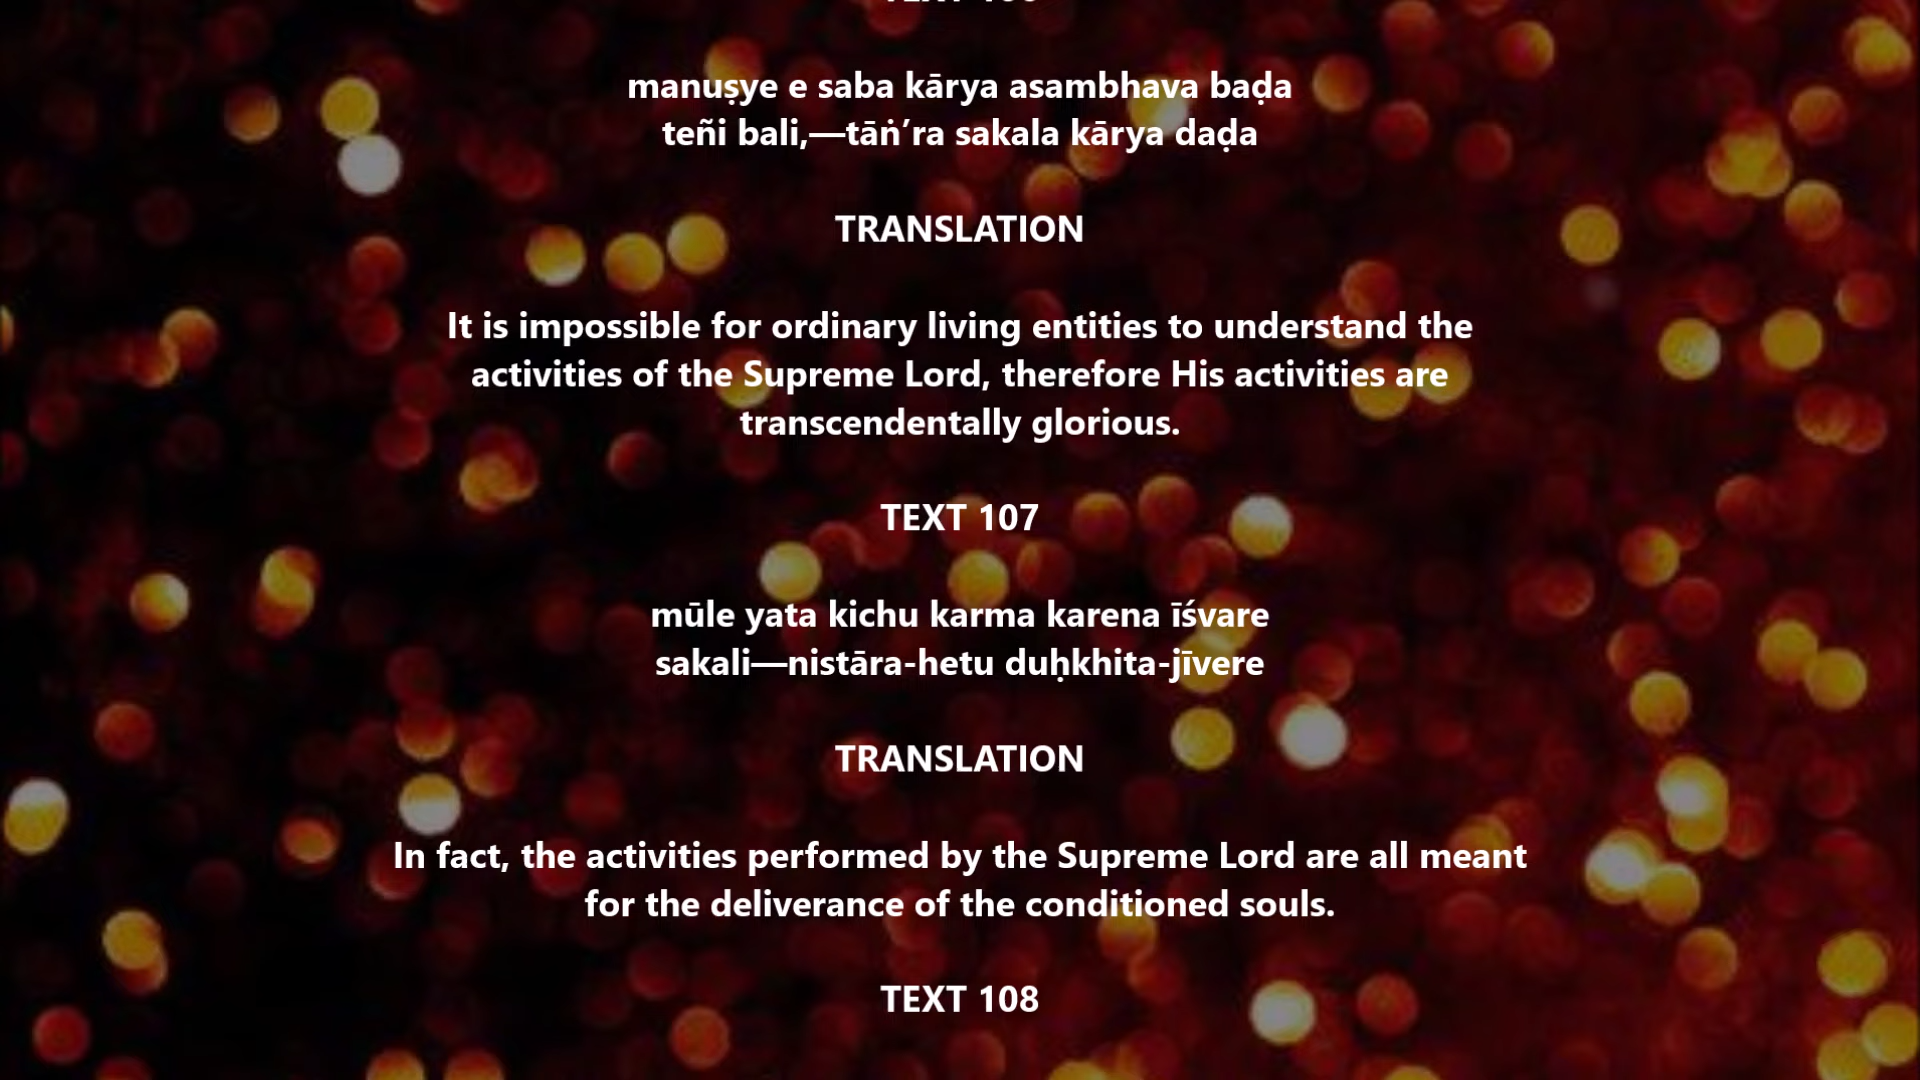 manuṣye e saba kārya asambhava baḍa
teñi bali,—tāṅ’ra sakala kārya daḍa
TRANSLATION
It is impossible for ordinary living entities to understand the
activities of the Supreme Lord, therefore His activities are
transcendentally glorious.
TEXT 107
mūle yata kichu karma karena īśvare
sakali—nistāra-hetu duḥkhita-jīvere
TRANSLATION
In fact, the activities performed by the Supreme Lord are all meant
for the deliverance of the conditioned souls.
TEXT 108